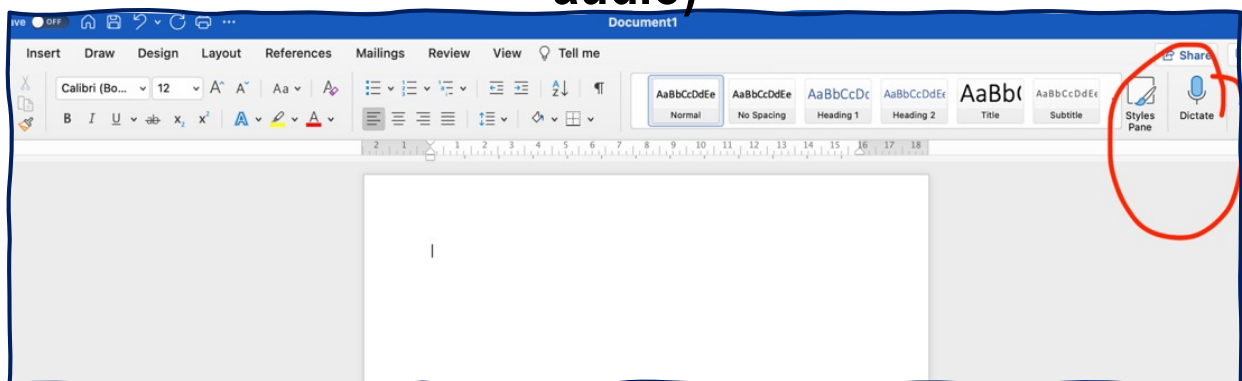 audio)
ave OFF Document1
Insert Draw Design Layout References Mailings Review View Tell me Share
Calibri (Bo... 12 A^ Aˇ Aa A
B I U ab x₂ x² A A
AaBbCcDdEe AaBbCcDdEe AaBbCcDc AaBbCcDdEe AaBb( AaBbCcDdEe
Normal No Spacing Heading 1 Heading 2 Title Subtitle Styles Pane Dictate
2 1 1 2 3 4 5 6 7 8 9 10 11 12 13 14 15 16 17 18